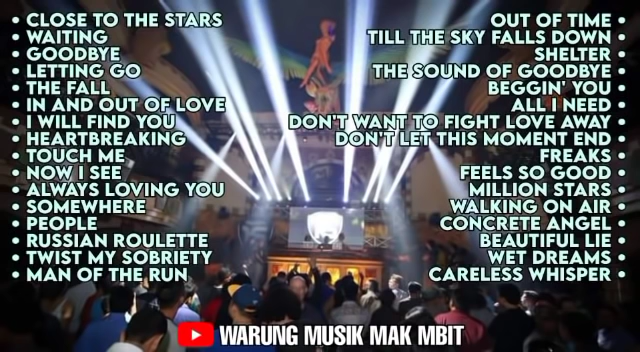 • CLOSE TO THE STARS
• WAITING
• GOODBYE
• LETTING GO
• THE FALL
• IN AND OUT OF LOVE
• I WILL FIND YOU
• HEARTBREAKING
• TOUCH ME
• NOW I SEE
• ALWAYS LOVING YOU
• SOMEWHERE
• PEOPLE
• RUSSIAN ROULETTE
• TWIST MY SOBRIETY
• MAN OF THE RUN
OUT OF TIME •
TILL THE SKY FALLS DOWN •
SHELTER •
THE SOUND OF GOODBYE •
BEGGIN' YOU •
ALL I NEED •
DON'T WANT TO FIGHT LOVE AWAY •
DON'T LET THIS MOMENT END •
FREAKS •
FEELS SO GOOD •
MILLION STARS •
WALKING ON AIR •
CONCRETE ANGEL •
BEAUTIFUL LIE •
WET DREAMS •
CARELESS WHISPER •
WARUNG MUSIK MAK MBIT